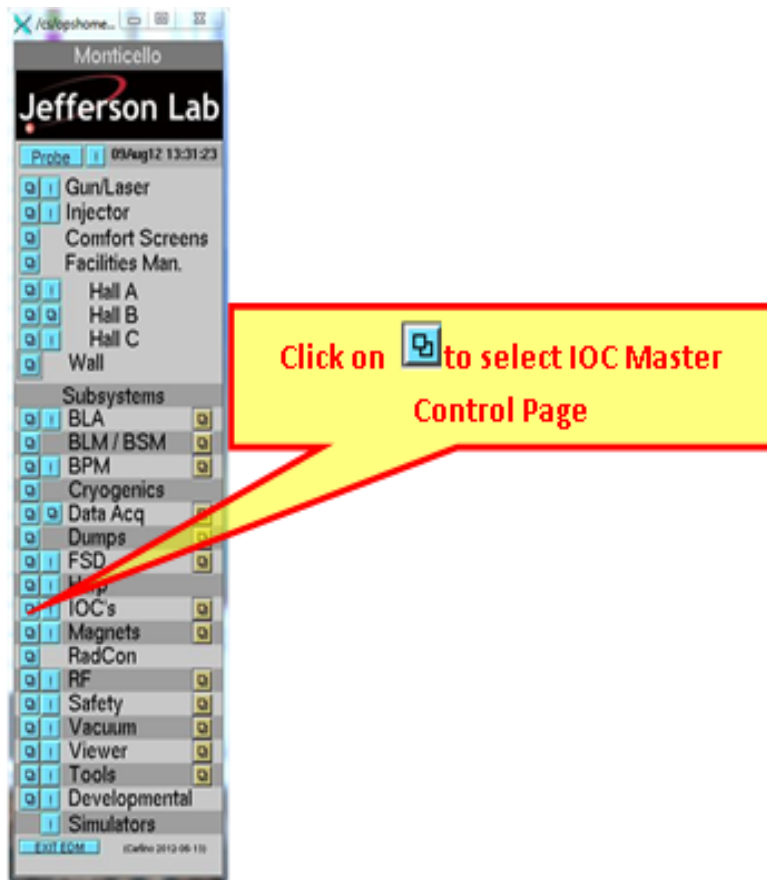 /cs/opshome...
Monticello
Jefferson Lab
Probe I 09Aug12 13:31:23
I Gun/Laser
I Injector
Comfort Screens
Facilities Man.
I Hall A
Hall B
I Hall C
Wall
Click on to select IOC Master
Control Page
Subsystems
I BLA
BLM / BSM
I BPM
Cryogenics
Data Acq
Dumps
I FSD
I Harp
I IOC's
I Magnets
RadCon
I RF
I Safety
I Vacuum
I Viewer
I Tools
I Developmental
I Simulators
EXIT EDM (Carlino 2012-06-13)